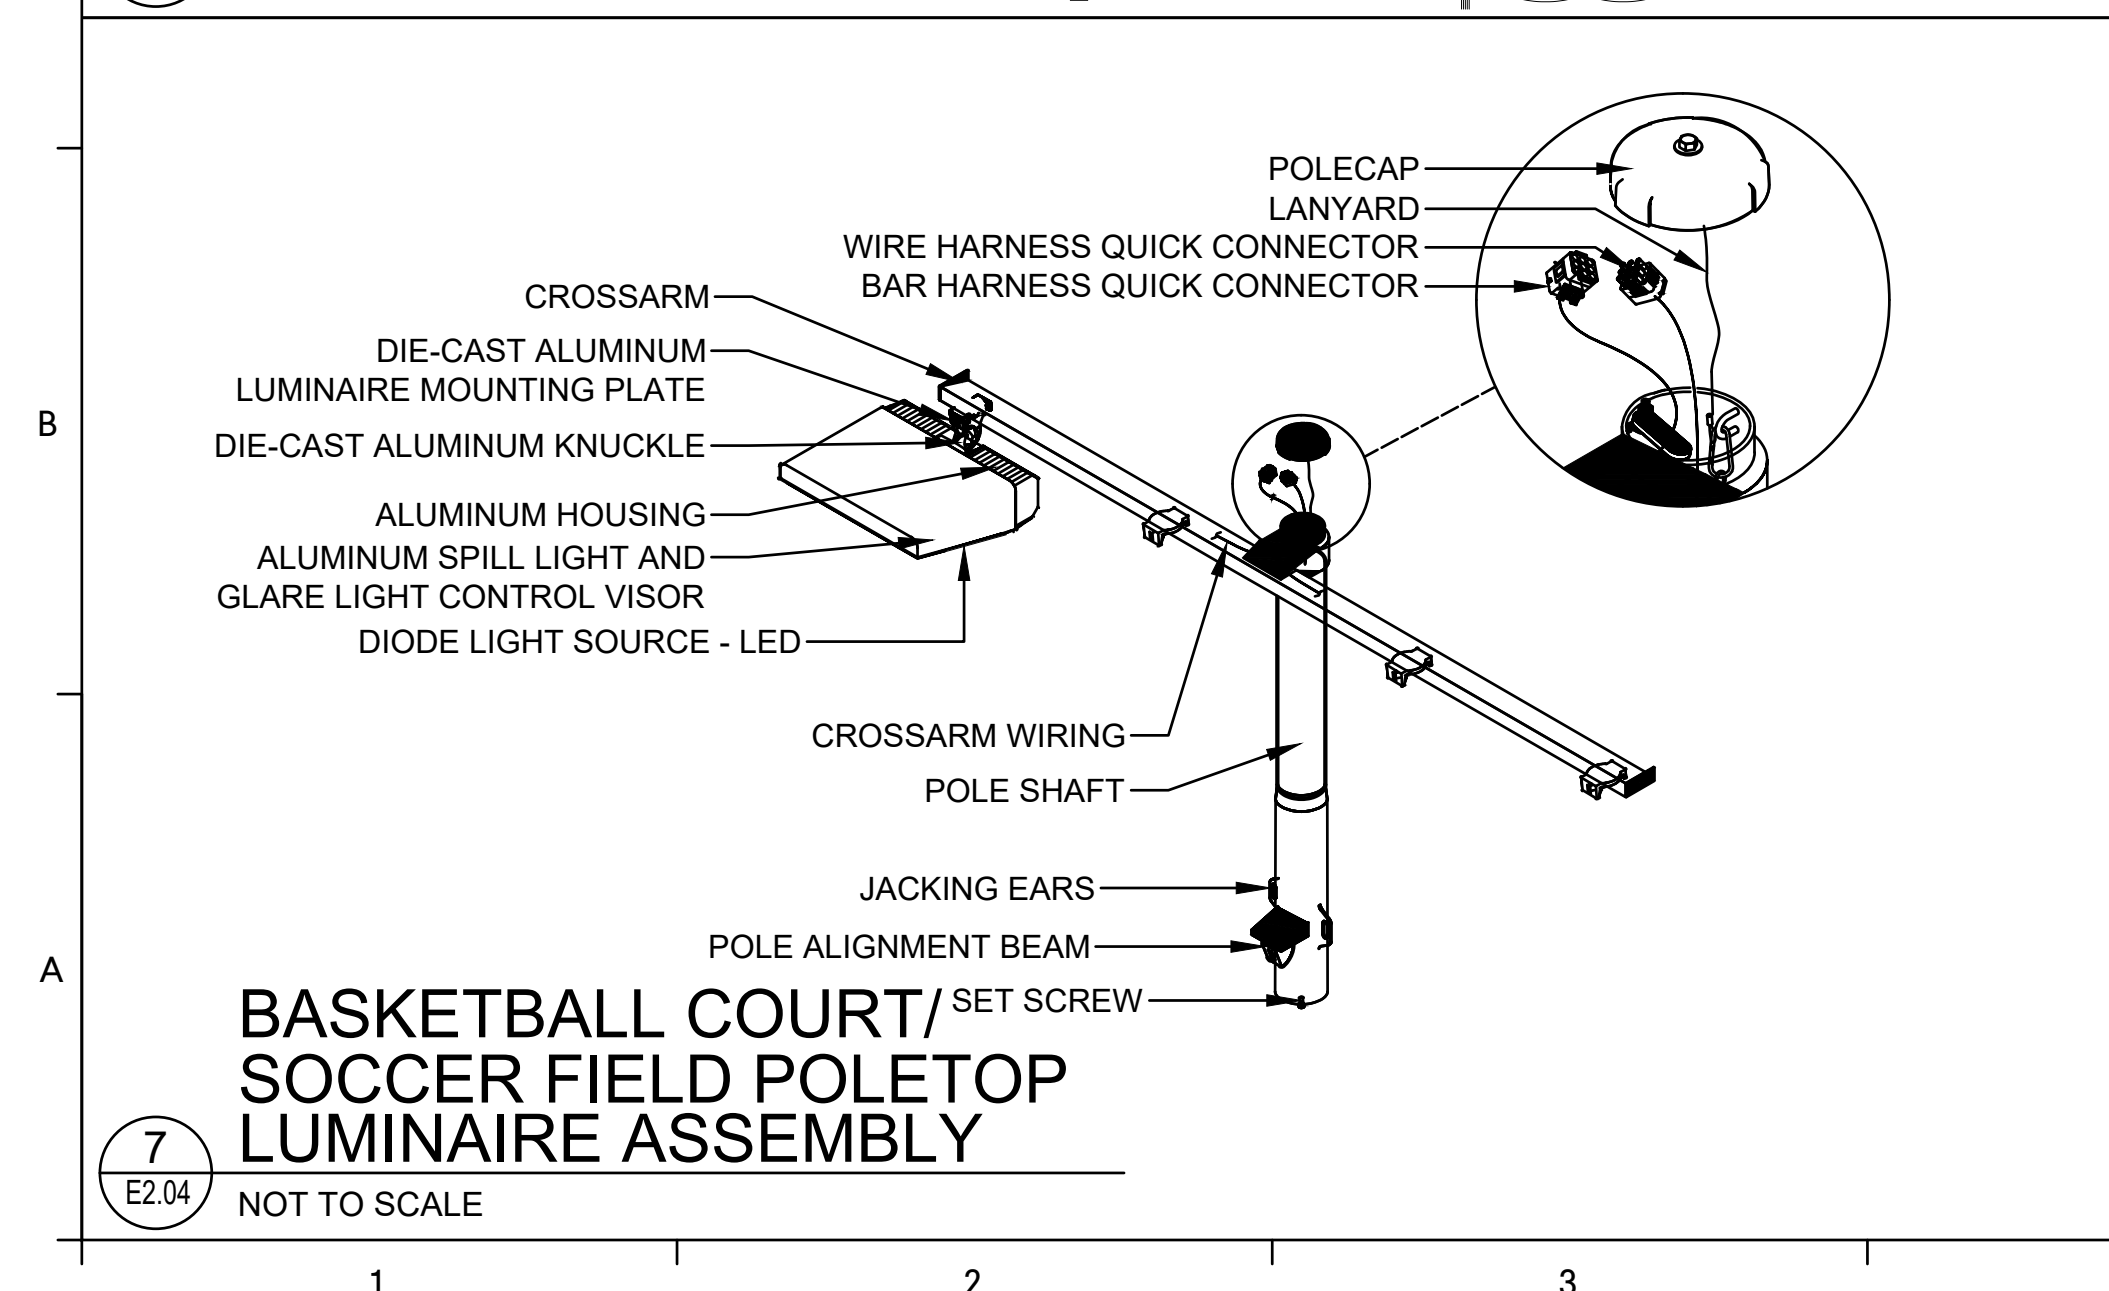 POLECAP
LANYARD
WIRE HARNESS QUICK CONNECTOR
BAR HARNESS QUICK CONNECTOR
CROSSARM
DIE-CAST ALUMINUM
LUMINAIRE MOUNTING PLATE
DIE-CAST ALUMINUM KNUCKLE
ALUMINUM HOUSING
ALUMINUM SPILL LIGHT AND
GLARE LIGHT CONTROL VISOR
DIODE LIGHT SOURCE - LED
CROSSARM WIRING
POLE SHAFT
JACKING EARS
POLE ALIGNMENT BEAM
SET SCREW
B
A
BASKETBALL COURT/
SOCCER FIELD POLETOP
LUMINAIRE ASSEMBLY
7
E2.04
NOT TO SCALE
1
2
3